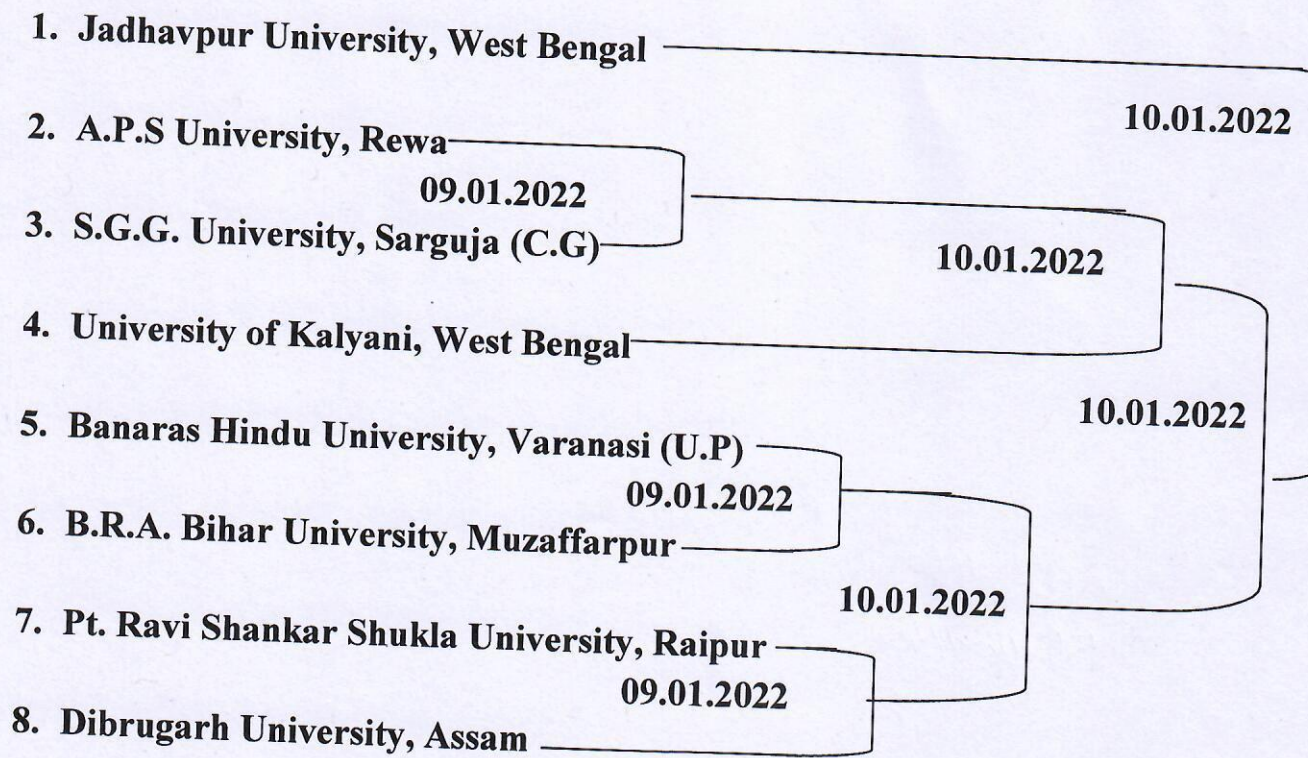 1. Jadhavpur University, West Bengal
10.01.2022
2. A.P.S University, Rewa
09.01.2022
3. S.G.G. University, Sarguja (C.G)
10.01.2022
4. University of Kalyani, West Bengal
10.01.2022
5. Banaras Hindu University, Varanasi (U.P)
09.01.2022
6. B.R.A. Bihar University, Muzaffarpur
10.01.2022
7. Pt. Ravi Shankar Shukla University, Raipur
09.01.2022
8. Dibrugarh University, Assam